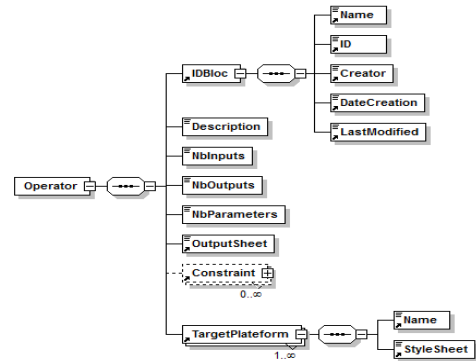 Name
ID
IDBloc
Creator
DateCreation
LastModified
Description
NbInputs
Operator
NbOutputs
NbParameters
OutputSheet
Constraint
0..∞
TargetPlateform
1..∞
Name
StyleSheet